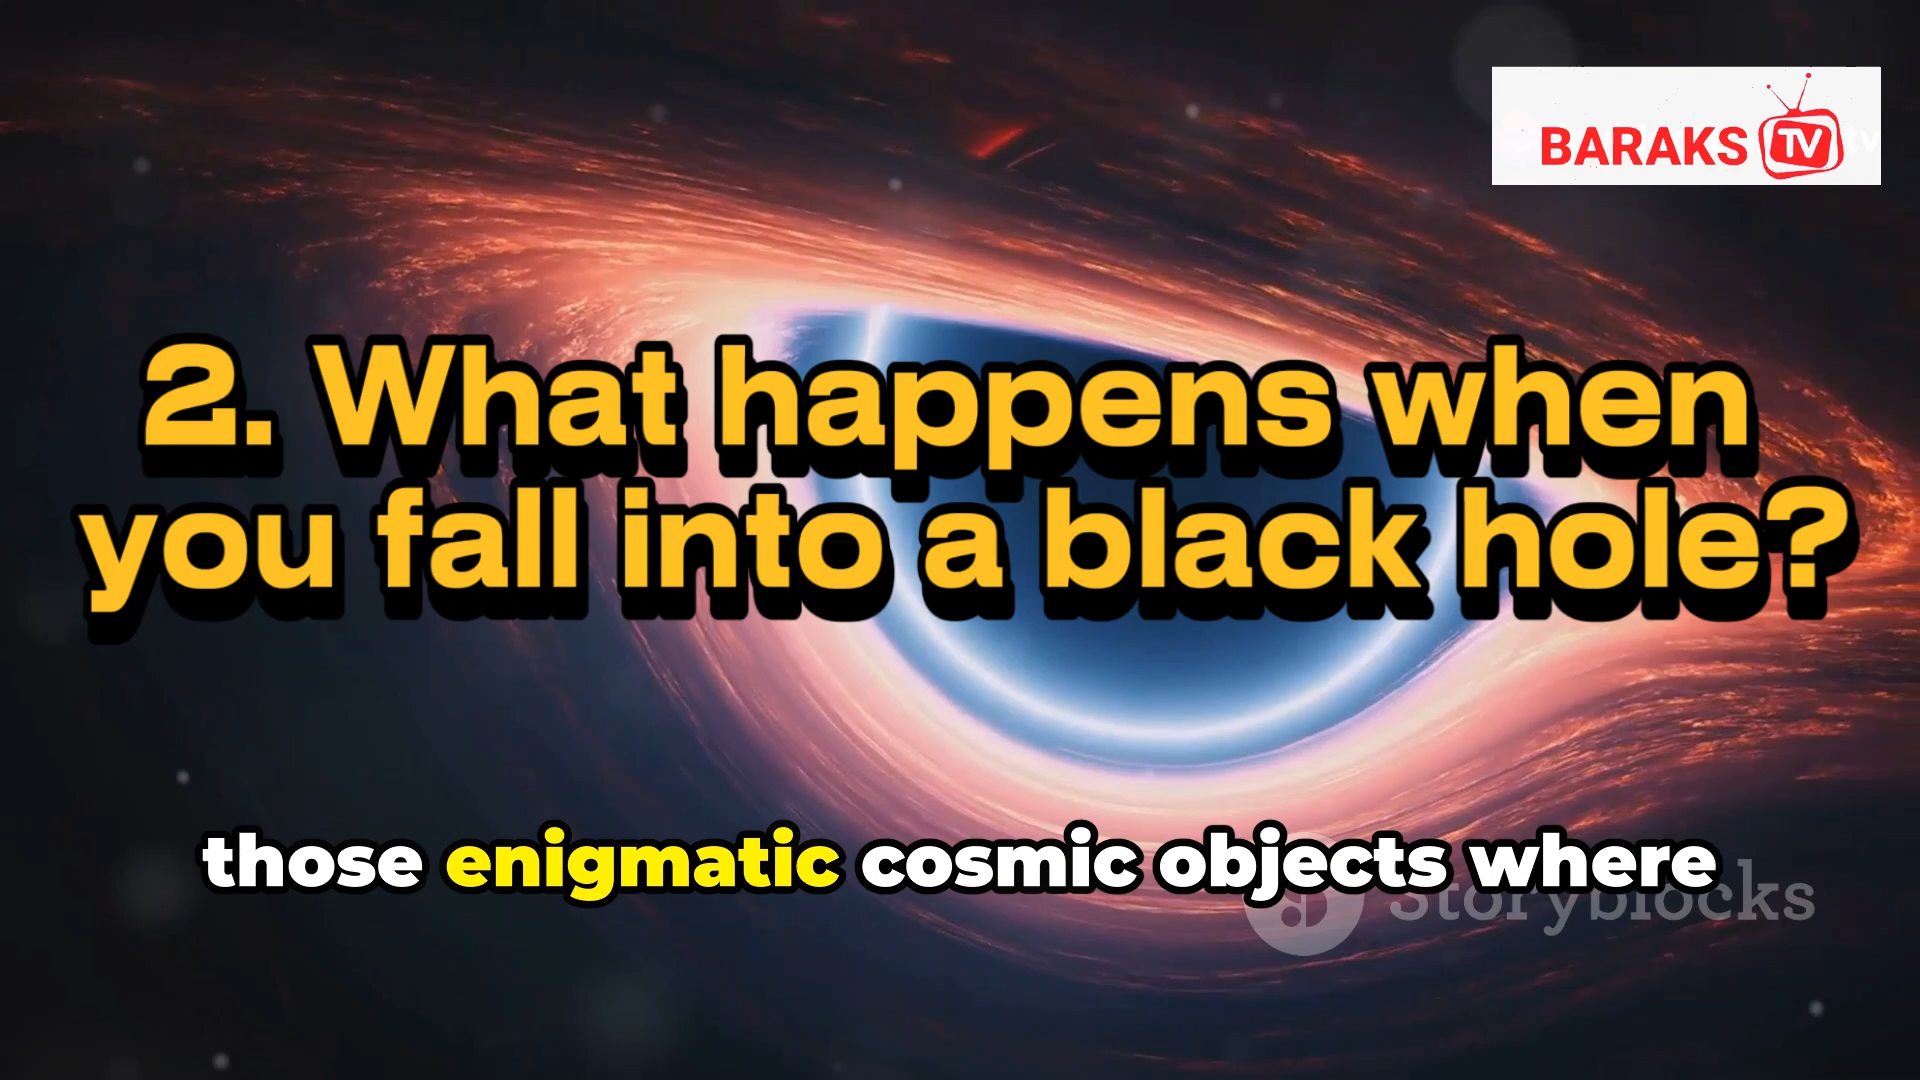 BARAKS TV
2. What happens when
you fall into a black hole?
those enigmatic cosmic objects where
Storyblocks